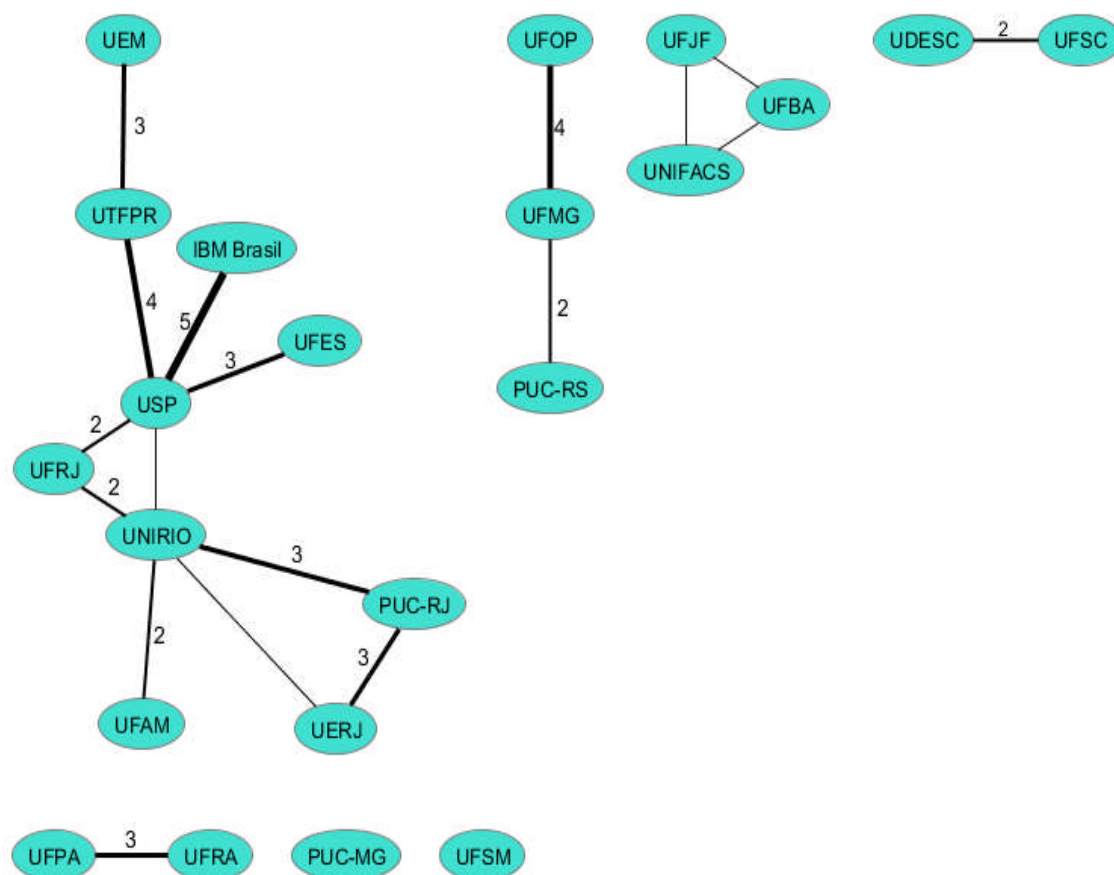 UEM
UFOP
UFJF
UDESC
2
UFSC
UFBA
3
4
UNIFACS
UTFPR
UFMG
IBM Brasil
4
5
2
UFES
3
USP
PUC-RS
2
UFRJ
2
UNIRIO
3
PUC-RJ
2
3
UFAM
UERJ
UFPA
3
UFRA
PUC-MG
UFSM